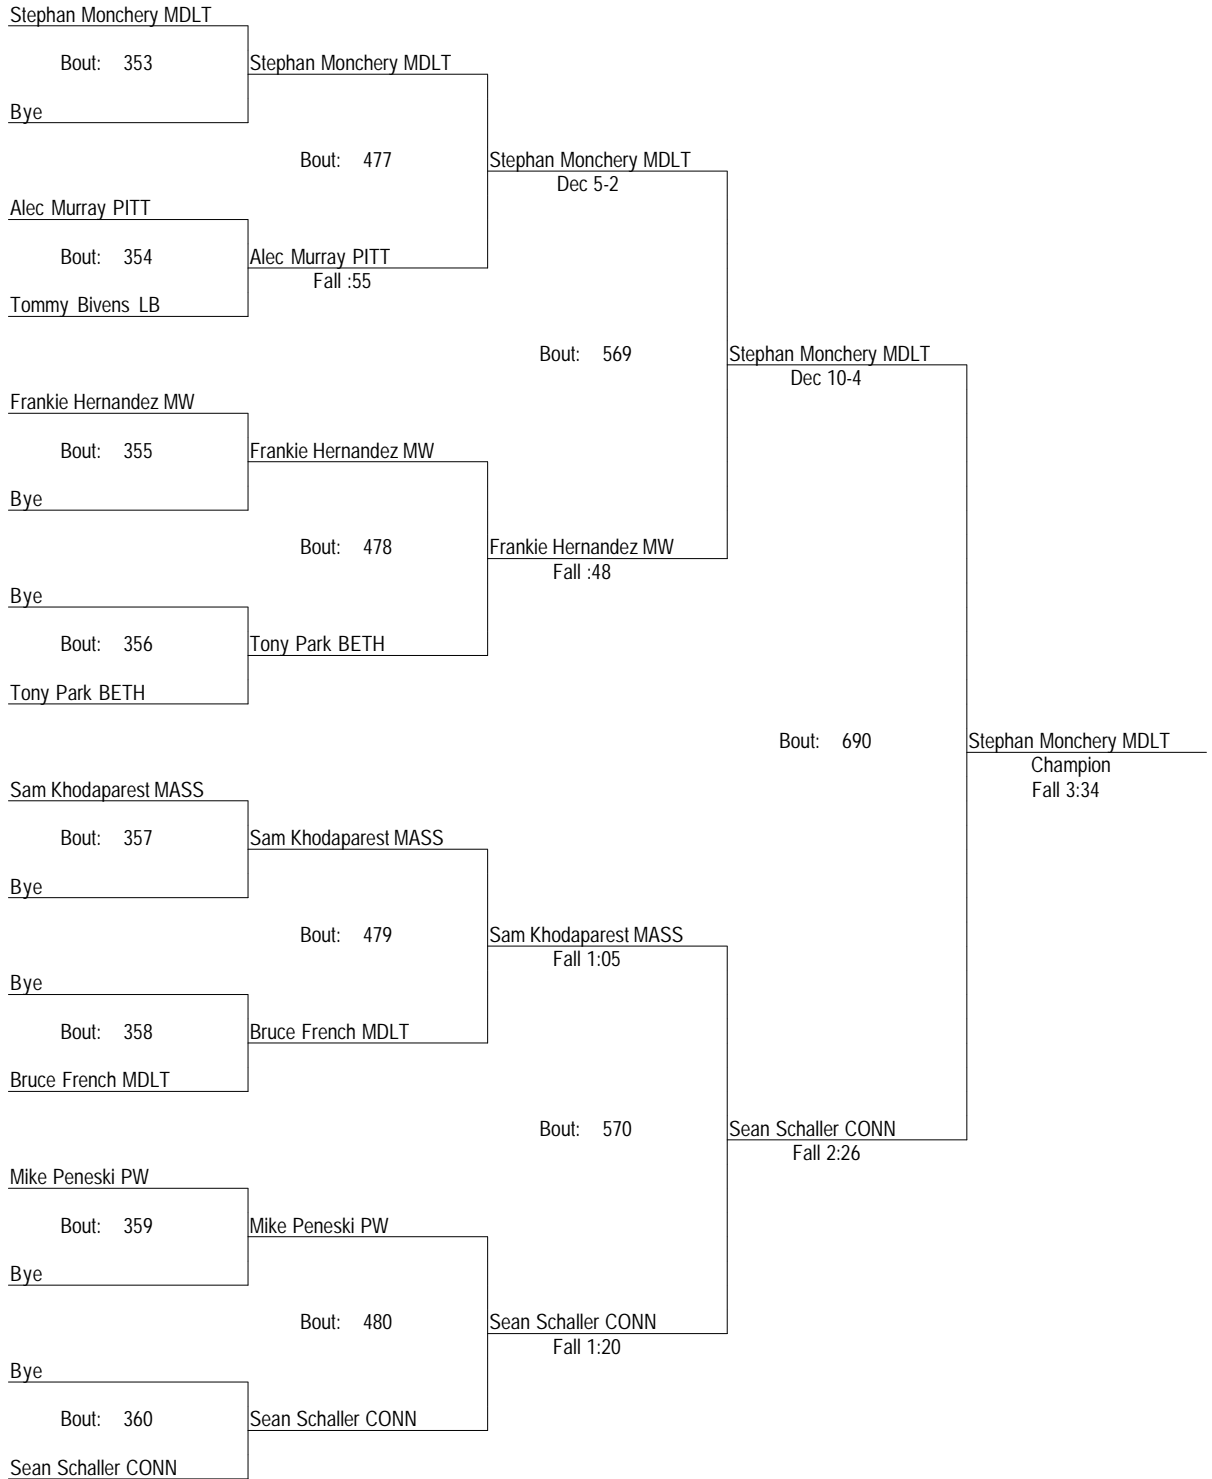 Stephan Monchery MDLT
Bout: 353
Stephan Monchery MDLT
Bye
Bout: 477
Stephan Monchery MDLT
Dec 5-2
Alec Murray PITT
Bout: 354
Alec Murray PITT
Fall :55
Tommy Bivens LB
Bout: 569
Stephan Monchery MDLT
Dec 10-4
Frankie Hernandez MW
Bout: 355
Frankie Hernandez MW
Bye
Bout: 478
Frankie Hernandez MW
Fall :48
Bye
Bout: 356
Tony Park BETH
Tony Park BETH
Bout: 690
Stephan Monchery MDLT
Champion
Fall 3:34
Sam Khodaparest MASS
Bout: 357
Sam Khodaparest MASS
Bye
Bout: 479
Sam Khodaparest MASS
Fall 1:05
Bye
Bout: 358
Bruce French MDLT
Bruce French MDLT
Bout: 570
Sean Schaller CONN
Fall 2:26
Mike Peneski PW
Bout: 359
Mike Peneski PW
Bye
Bout: 480
Sean Schaller CONN
Fall 1:20
Bye
Bout: 360
Sean Schaller CONN
Sean Schaller CONN